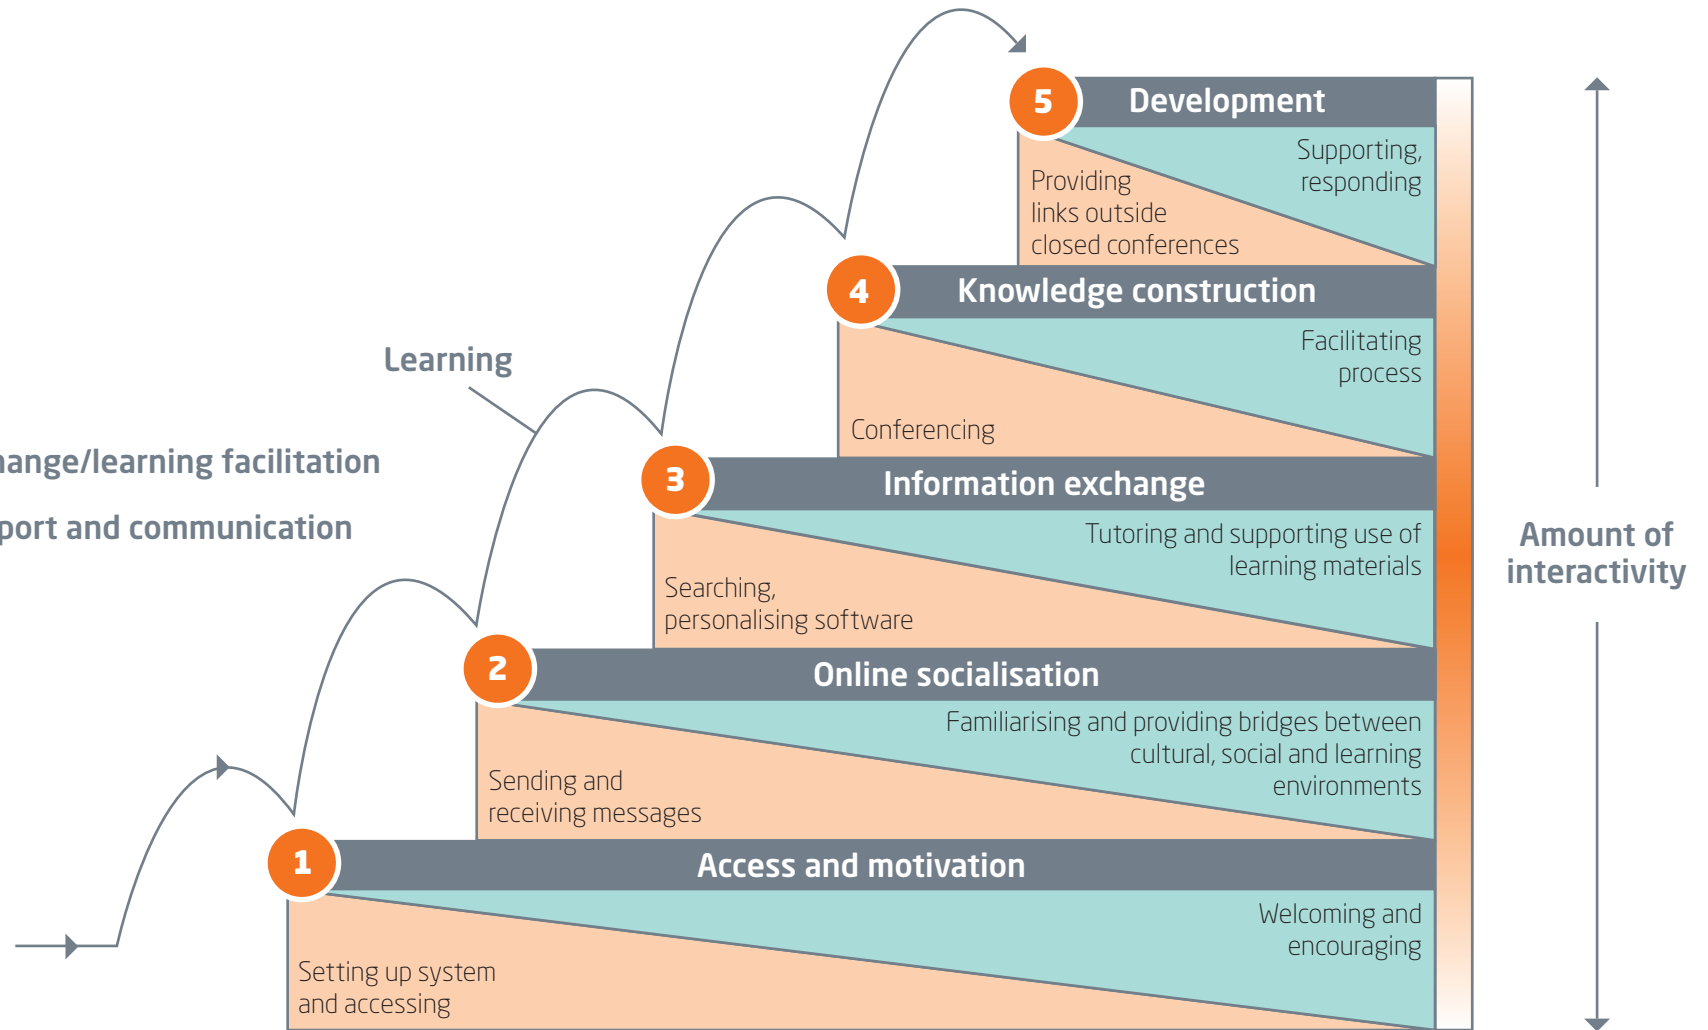 5
Development
Supporting,
responding
Providing
links outside
closed conferences
4
Knowledge construction
Facilitating
process
Conferencing
Learning
3
Information exchange
Tutoring and supporting use of
learning materials
Searching,
personalising software
/learning facilitation
and communication
Amount of
interactivity
2
Online socialisation
Familiarising and providing bridges between
cultural, social and learning
environments
Sending and
receiving messages
1
Access and motivation
Welcoming and
encouraging
Setting up system
and accessing